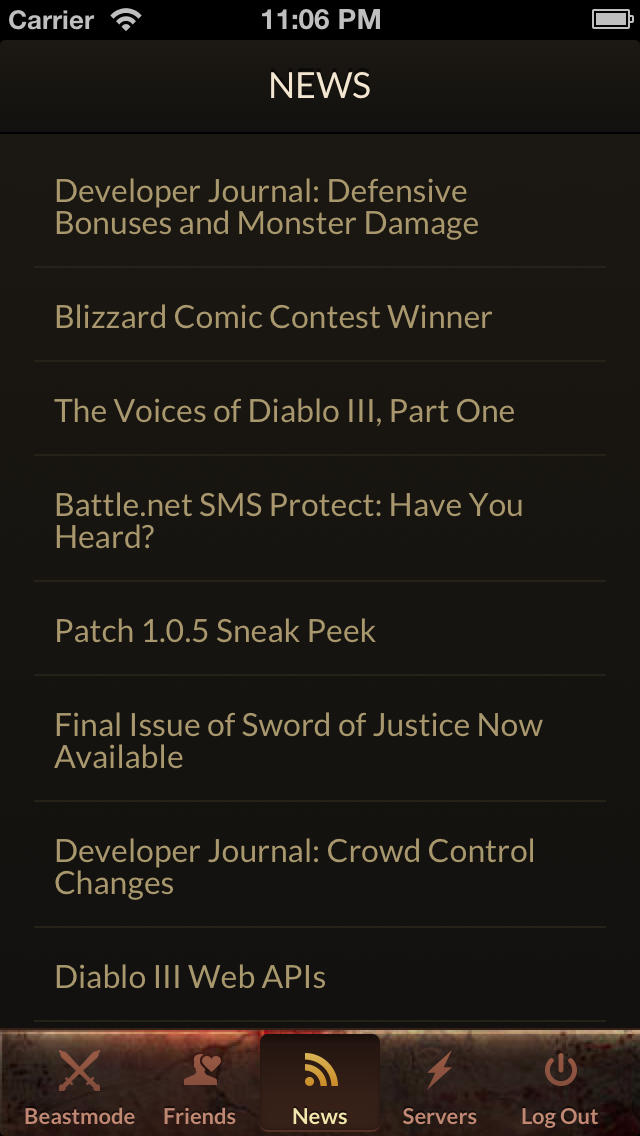 Carrier 11:06 PM
NEWS
Developer Journal: Defensive
Bonuses and Monster Damage
Blizzard Comic Contest Winner
The Voices of Diablo III, Part One
Battle.net SMS Protect: Have You
Heard?
Patch 1.0.5 Sneak Peek
Final Issue of Sword of Justice Now
Available
Developer Journal: Crowd Control
Changes
Diablo III Web APIs
Beastmode Friends News Servers Log Out